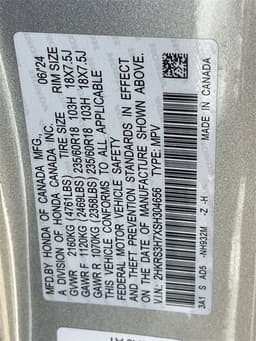 MFD.BY HONDA OF CANADA MFG., 06/24
A DIVISION OF HONDA CANADA INC.
TIRE SIZE RIM SIZE
GVWR 2160KG (4761LBS)
GAWR F 1120KG (2469LBS) 235/60R18 103H 18X7.5J
GAWR R 1070KG (2358LBS) 235/60R18 103H 18X7.5J
THIS VEHICLE CONFORMS TO ALL APPLICABLE
FEDERAL MOTOR VEHICLE SAFETY
AND THEFT PREVENTION STANDARDS IN EFFECT
ON THE DATE OF MANUFACTURE SHOWN ABOVE.
V.I.N.: 2HKRS3H7XSH304656 TYPE: MPV
3A1 S AD5 -NH932M -Z -H MADE IN CANADA